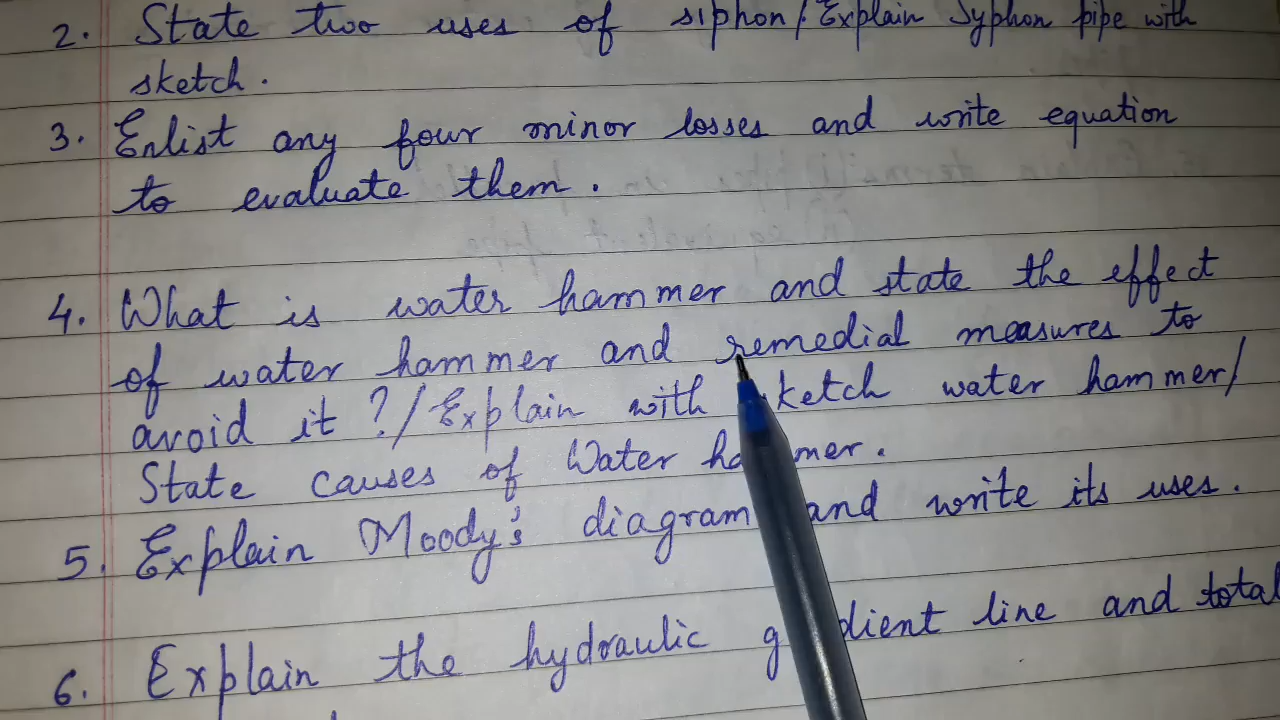 2. State two uses of siphon/Explain Syphon pipe with
sketch.
3. Enlist any four minor losses and write equation
to evaluate them.
4. What is water hammer and state the effect
of water hammer and remedial measures to
avoid it ?/ Explain with sketch water hammer/
State causes of Water mer.
5. Explain Moody's diagram and write its uses.
6. Explain the hydraulic line and total